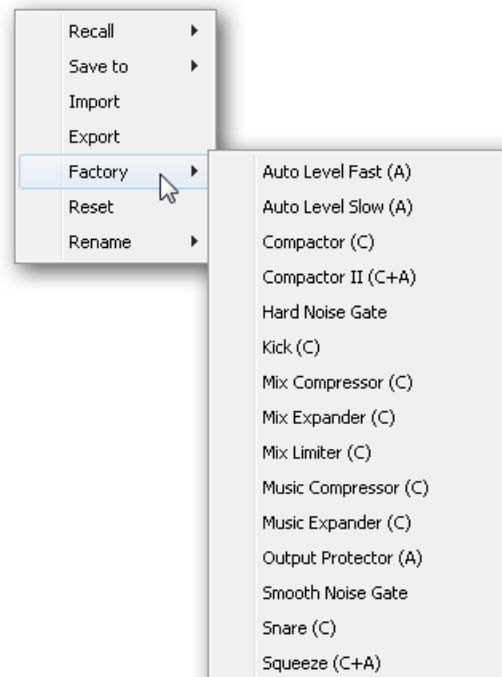 Recall
Save to
Import
Export
Factory
Reset
Rename
Auto Level Fast (A)
Auto Level Slow (A)
Compactor (C)
Compactor II (C+A)
Hard Noise Gate
Kick (C)
Mix Compressor (C)
Mix Expander (C)
Mix Limiter (C)
Music Compressor (C)
Music Expander (C)
Output Protector (A)
Smooth Noise Gate
Snare (C)
Squeeze (C+A)